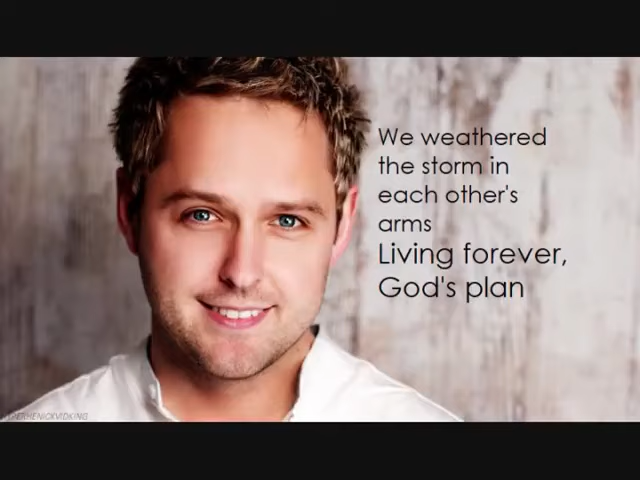 We weathered
the storm in
each other's
arms
Living forever,
God's plan